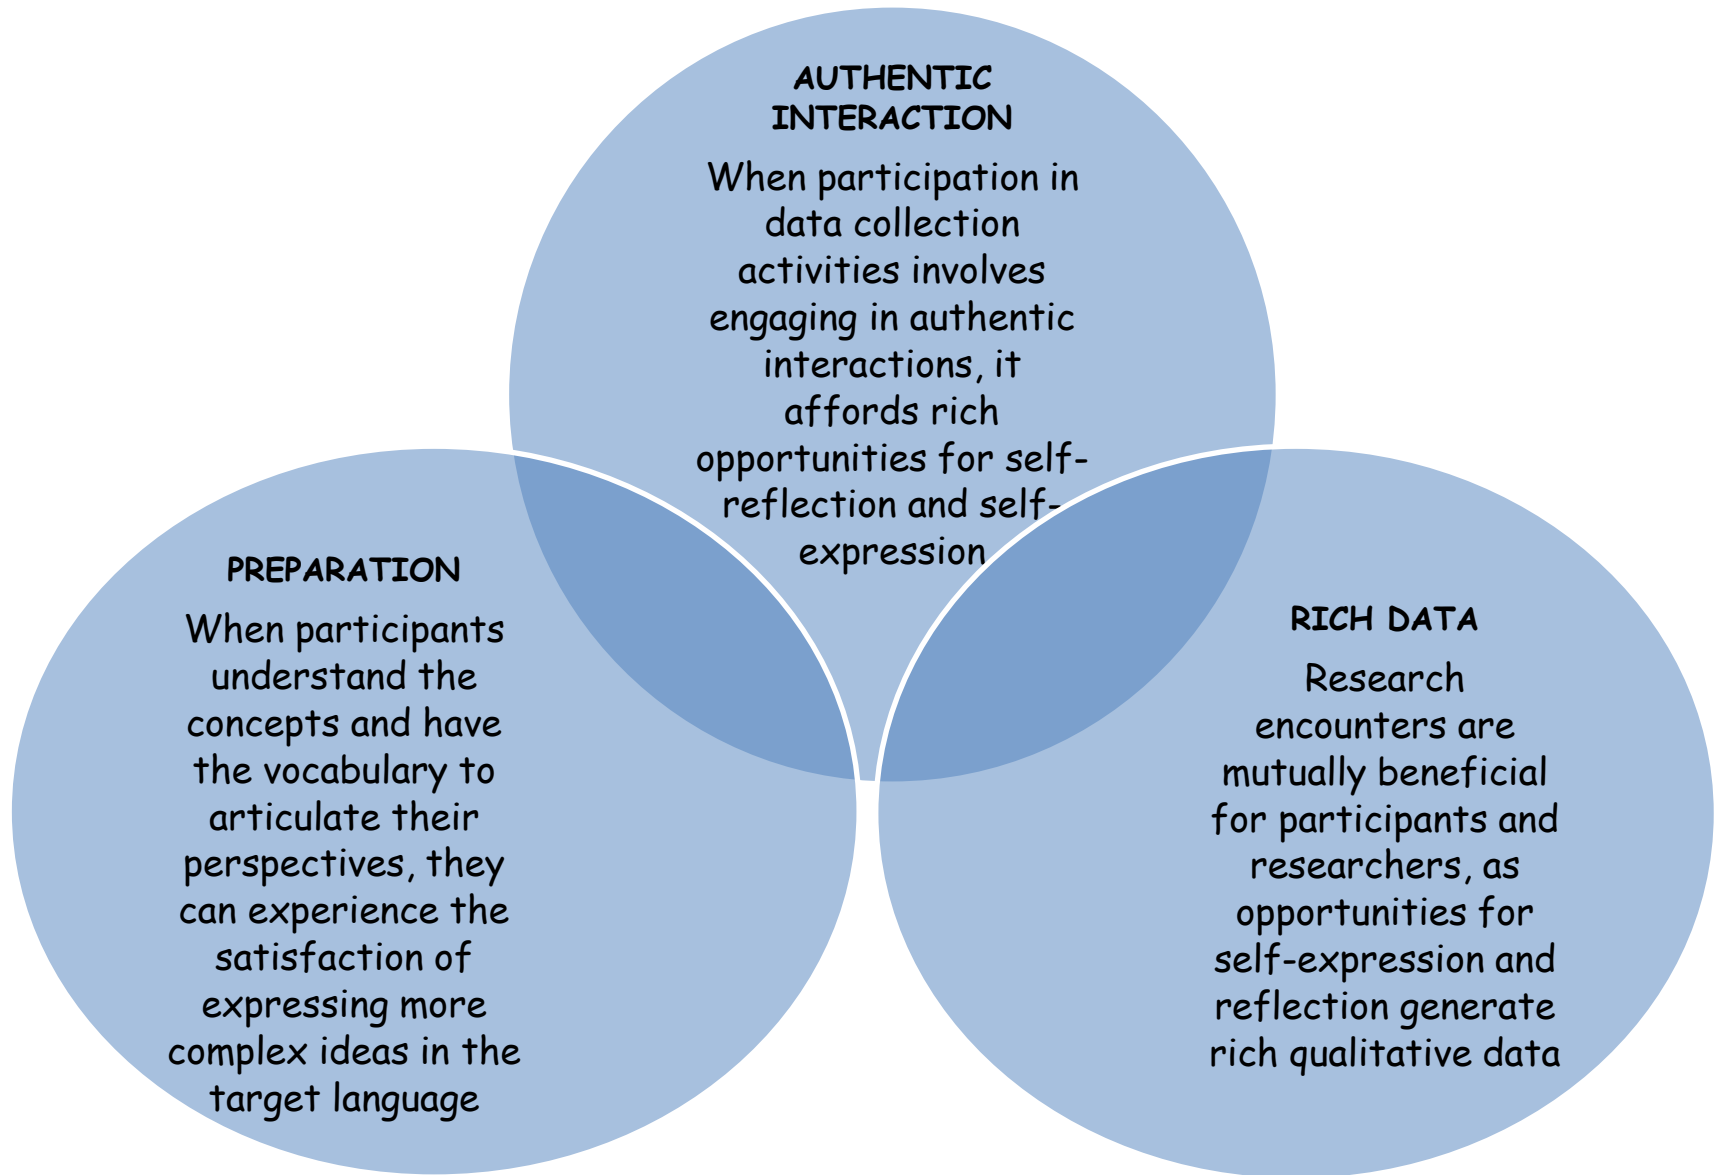 AUTHENTIC
INTERACTION
When participation in
data collection
activities involves
engaging in authentic
interactions, it
affords rich
opportunities for self-
reflection and self-
expression
PREPARATION
When participants
understand the
concepts and have
the vocabulary to
articulate their
perspectives, they
can experience the
satisfaction of
expressing more
complex ideas in the
target language
RICH DATA
Research
encounters are
mutually beneficial
for participants and
researchers, as
opportunities for
self-expression and
reflection generate
rich qualitative data